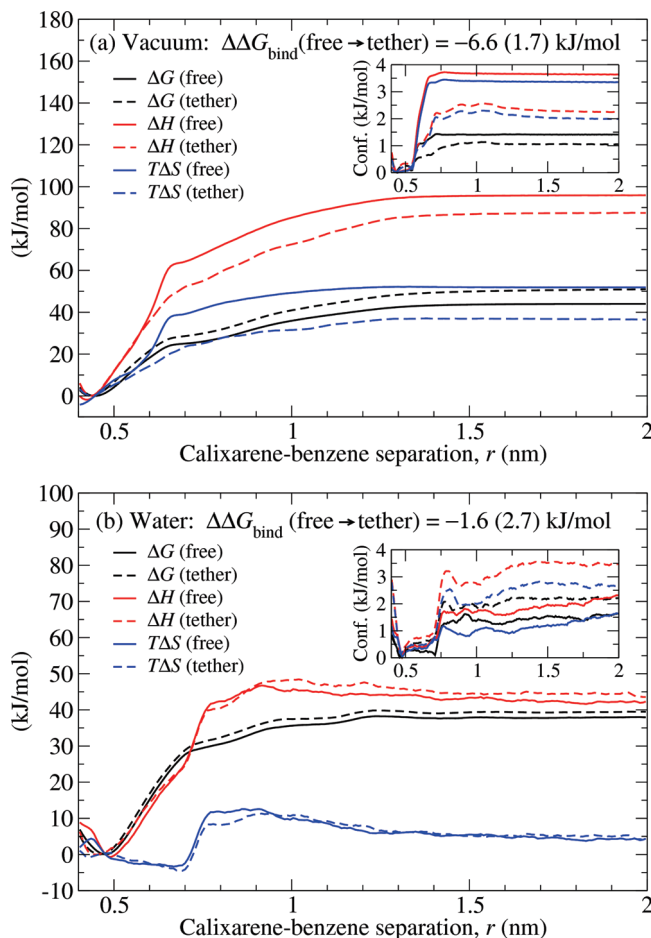 180
(a) Vacuum: ΔΔGbind(free→tether) = −6.6 (1.7) kJ/mol
160
ΔG (free)
ΔG (tether)
ΔH (free)
ΔH (tether)
TΔS (free)
TΔS (tether)
140
120
100
80
60
40
20
0
(kJ/mol)
Conf. (kJ/mol)
4
3
2
1
0
0.5
1
1.5
2
0.5
1
1.5
2
Calixarene-benzene separation, r (nm)
100
(b) Water: ΔΔGbind (free→tether) = −1.6 (2.7) kJ/mol
90
ΔG (free)
ΔG (tether)
ΔH (free)
ΔH (tether)
TΔS (free)
TΔS (tether)
80
70
60
50
40
30
20
10
0
-10
(kJ/mol)
Conf. (kJ/mol)
4
3
2
1
0
0.5
1
1.5
2
0.5
1
1.5
2
Calixarene-benzene separation, r (nm)